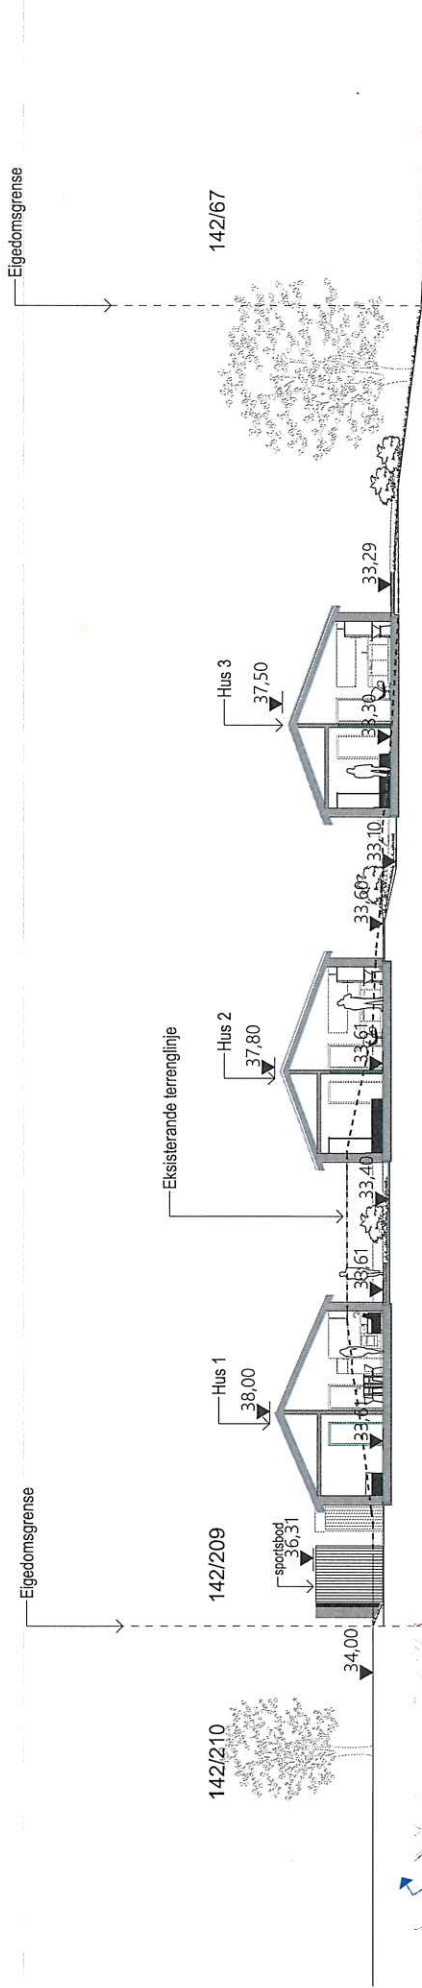 Eigedomsgrense
Eigedomsgrense
Eksisterande terrenglinje
142/210
142/209
142/67
Hus 1
38,00
Hus 2
37,80
Hus 3
37,50
sportsbod
36,31
34,00
33,61
33,61
33,40
33,61
33,60
33,10
33,30
33,29